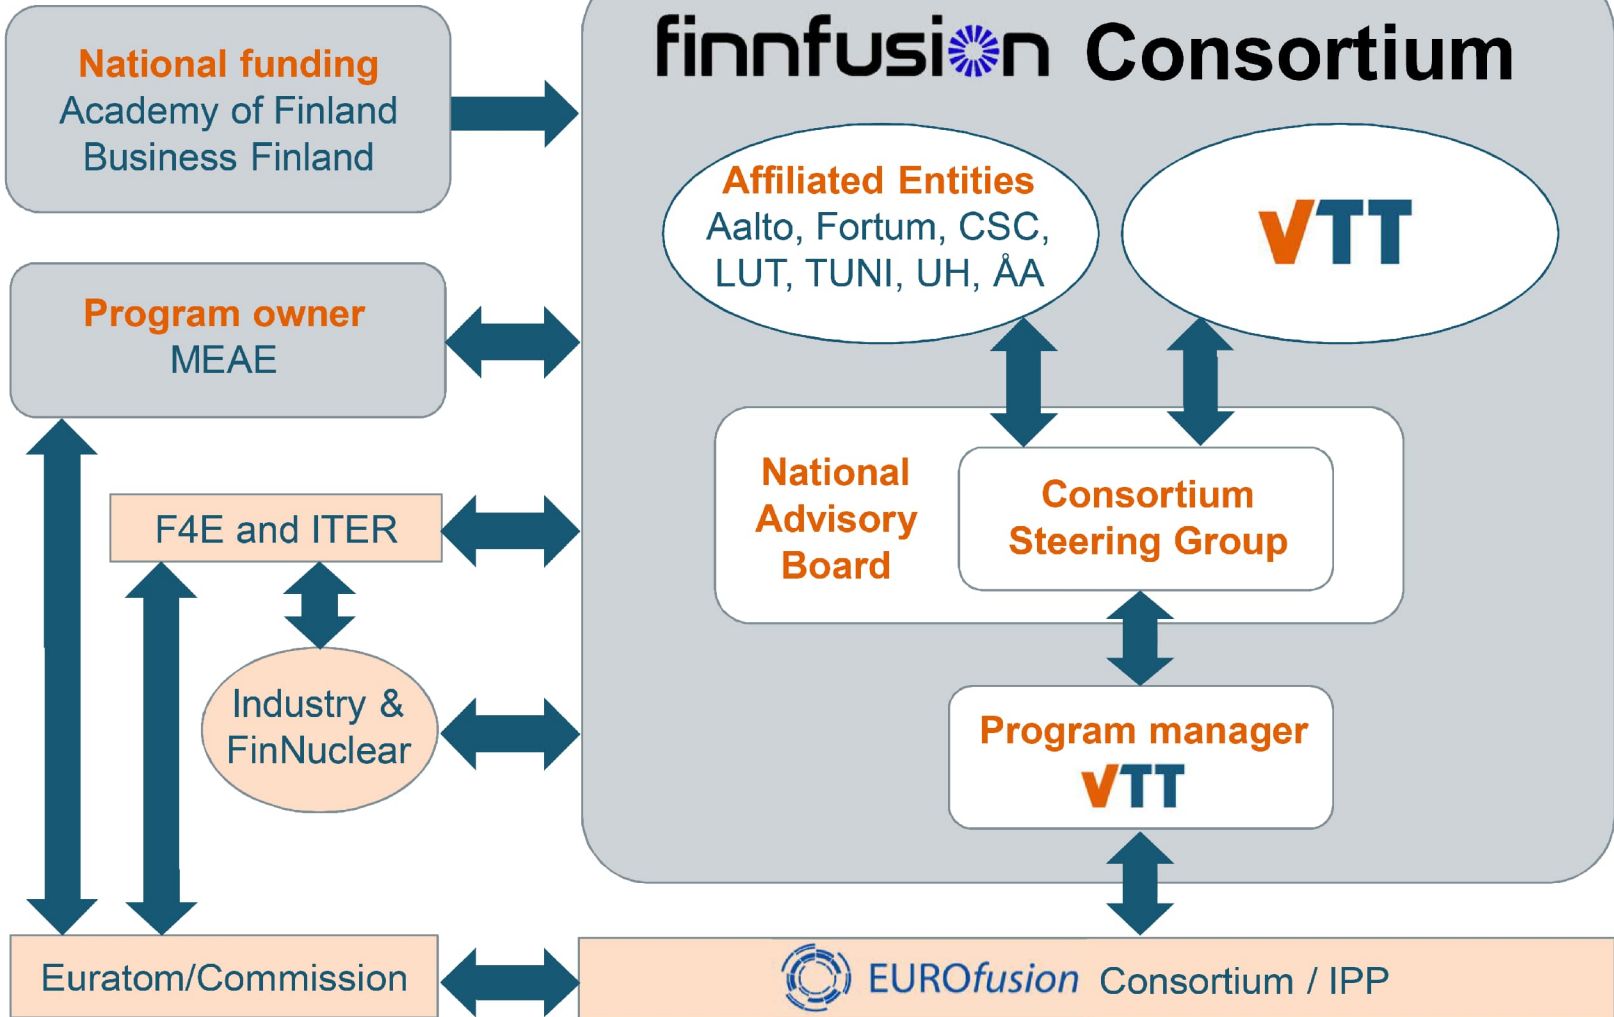 finnfusion Consortium
National funding
Academy of Finland
Business Finland
Affiliated Entities
Aalto, Fortum, CSC,
LUT, TUNI, UH, ÅA
VTT
Program owner
MEAE
National
Advisory
Board
Consortium
Steering Group
F4E and ITER
Industry &
FinNuclear
Program manager
VTT
Euratom/Commission
EUROfusion Consortium / IPP